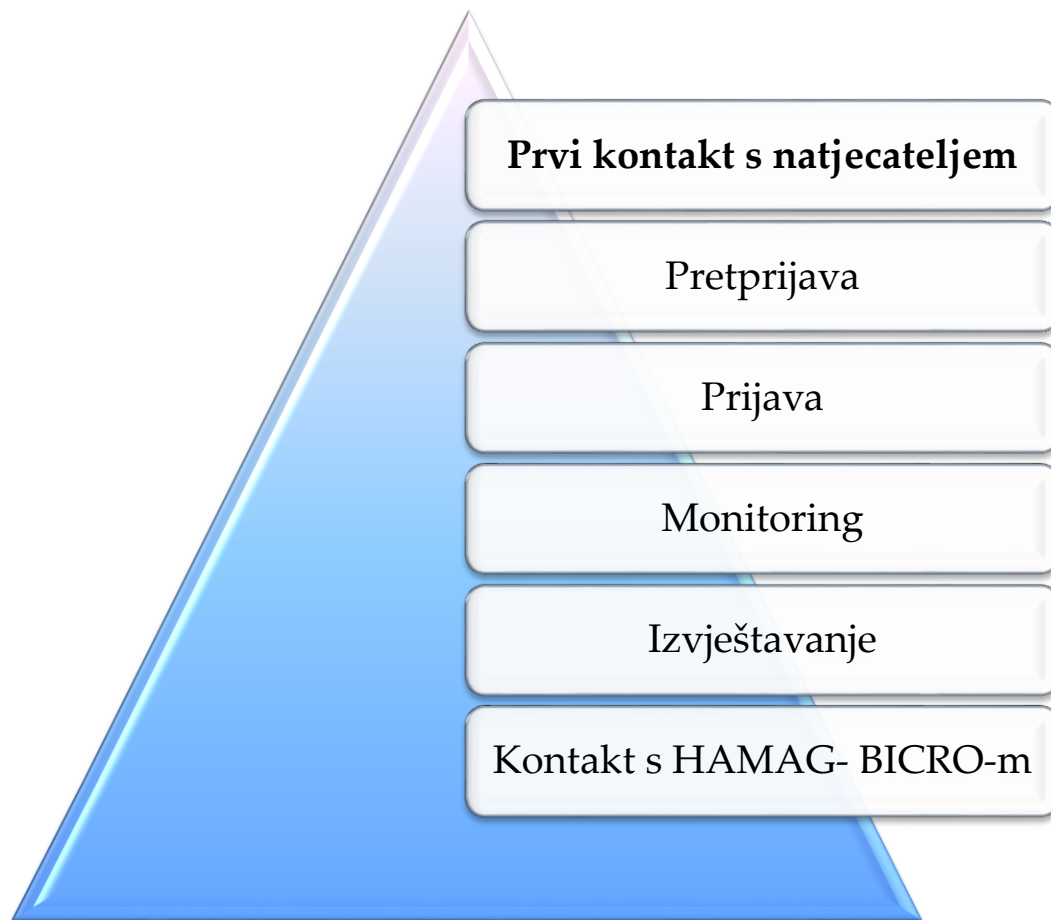 Prvi kontakt s natjecateljem
Pretprijava
Prijava
Monitoring
Izvještavanje
Kontakt s HAMAG- BICRO-m